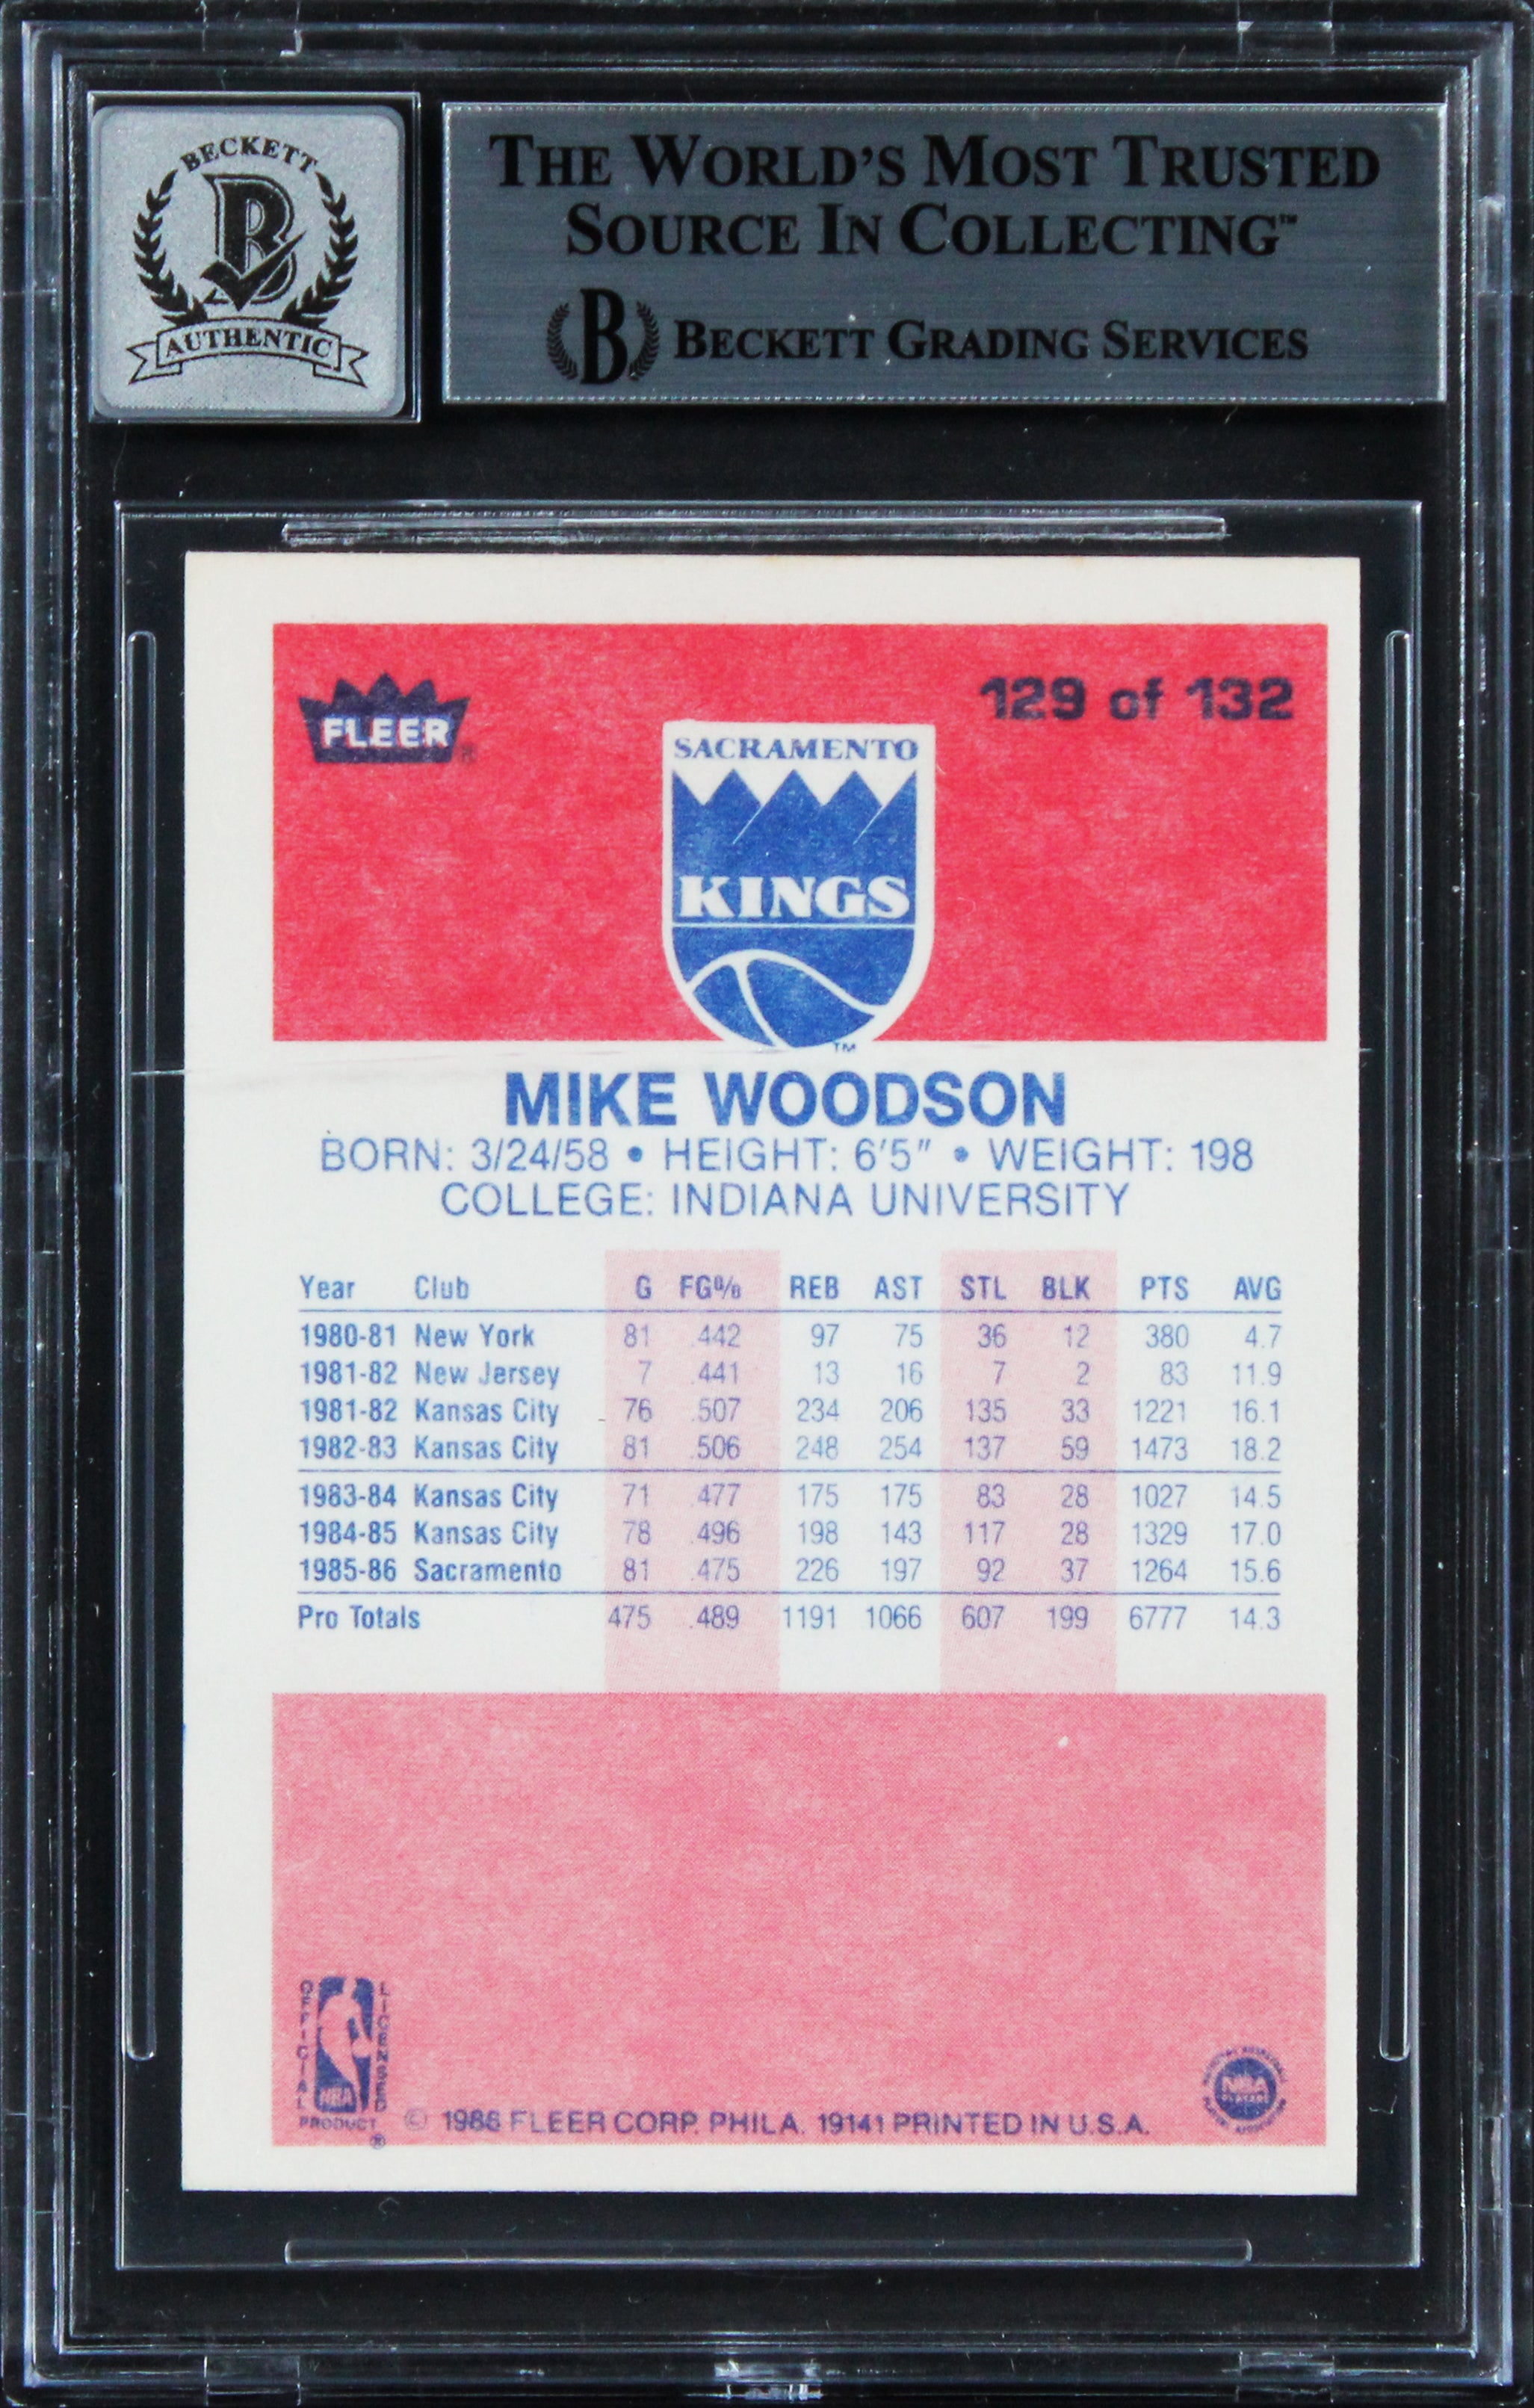 BECKETT
B
AUTHENTIC
THE WORLD'S MOST TRUSTED
SOURCE IN COLLECTING™
B BECKETT GRADING SERVICES
FLEER®
129 of 132
SACRAMENTO
KINGS
TM
MIKE WOODSON
BORN: 3/24/58 • HEIGHT: 6'5" • WEIGHT: 198
COLLEGE: INDIANA UNIVERSITY
Year Club G FG% REB AST STL BLK PTS AVG
1980-81 New York 81 .442 97 75 36 12 380 4.7
1981-82 New Jersey 7 .441 13 16 7 2 83 11.9
1981-82 Kansas City 76 .507 234 206 135 33 1221 16.1
1982-83 Kansas City 81 .506 248 254 137 59 1473 18.2
1983-84 Kansas City 71 .477 175 175 83 28 1027 14.5
1984-85 Kansas City 78 .496 198 143 117 28 1329 17.0
1985-86 Sacramento 81 .475 226 197 92 37 1264 15.6
Pro Totals 475 .489 1191 1066 607 199 6777 14.3
OFFICIAL
LICENSED
NBA
PRODUCT
®
© 1986 FLEER CORP. PHILA. 19141 PRINTED IN U.S.A.
NBA